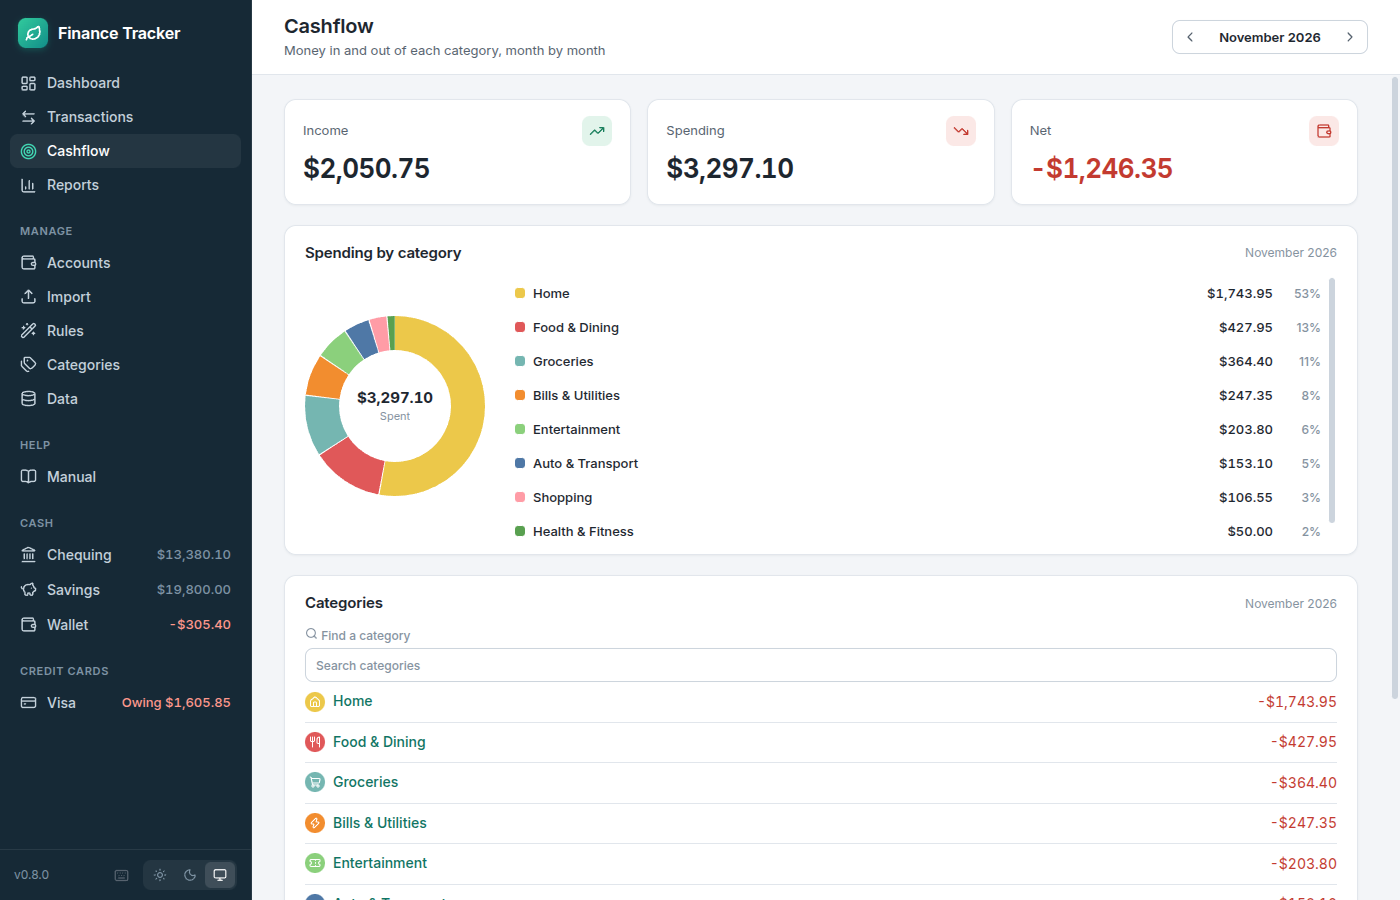 Finance Tracker
Dashboard
Transactions
Cashflow
Reports
MANAGE
Accounts
Import
Rules
Categories
Data
HELP
Manual
CASH
Chequing $13,380.10
Savings $19,800.00
Wallet -$305.40
CREDIT CARDS
Visa Owing $1,605.85
v0.8.0
Cashflow
Money in and out of each category, month by month
November 2026
Income
$2,050.75
Spending
$3,297.10
Net
-$1,246.35
Spending by category November 2026
$3,297.10
Spent
Home $1,743.95 53%
Food & Dining $427.95 13%
Groceries $364.40 11%
Bills & Utilities $247.35 8%
Entertainment $203.80 6%
Auto & Transport $153.10 5%
Shopping $106.55 3%
Health & Fitness $50.00 2%
Categories November 2026
Find a category
Search categories
Home -$1,743.95
Food & Dining -$427.95
Groceries -$364.40
Bills & Utilities -$247.35
Entertainment -$203.80